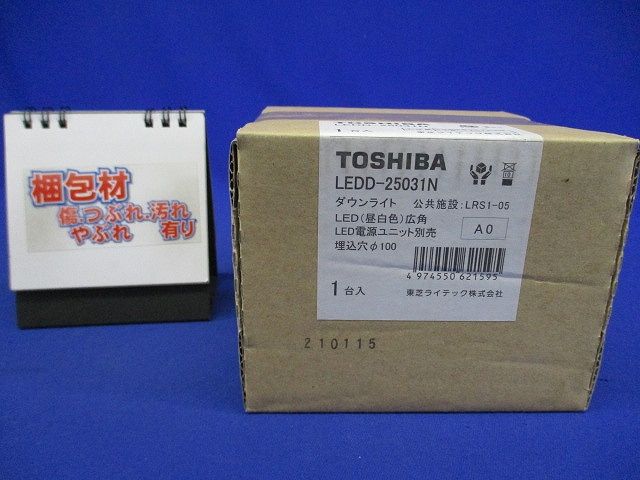 梱包材
傷.つぶれ.汚れ
やぶれ 有り
1台入
TOSHIBA
LEDD-25031N
ダウンライト 公共施設:LRS1-05
LED(昼白色)広角
LED電源ユニット別売 A0
埋込穴φ100
4 974550 621595
1台入 東芝ライテック株式会社
210115